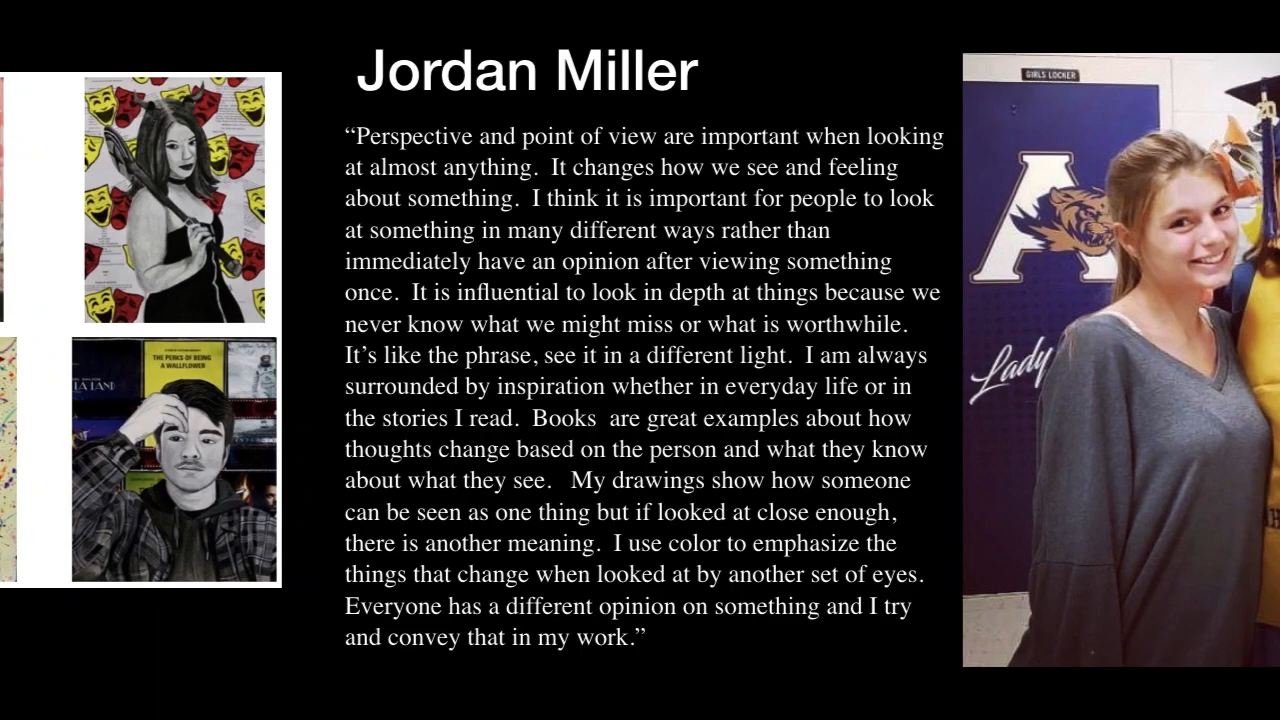 Jordan Miller
“Perspective and point of view are important when looking
at almost anything.  It changes how we see and feeling
about something.  I think it is important for people to look
at something in many different ways rather than
immediately have an opinion after viewing something
once.  It is influential to look in depth at things because we
never know what we might miss or what is worthwhile.
It’s like the phrase, see it in a different light.  I am always
surrounded by inspiration whether in everyday life or in
the stories I read.  Books  are great examples about how
thoughts change based on the person and what they know
about what they see.   My drawings show how someone
can be seen as one thing but if looked at close enough,
there is another meaning.  I use color to emphasize the
things that change when looked at by another set of eyes.
Everyone has a different opinion on something and I try
and convey that in my work.”
THE PERKS OF BEING
A WALLFLOWER
LA LAND
GIRLS LOCKER
A
Lady